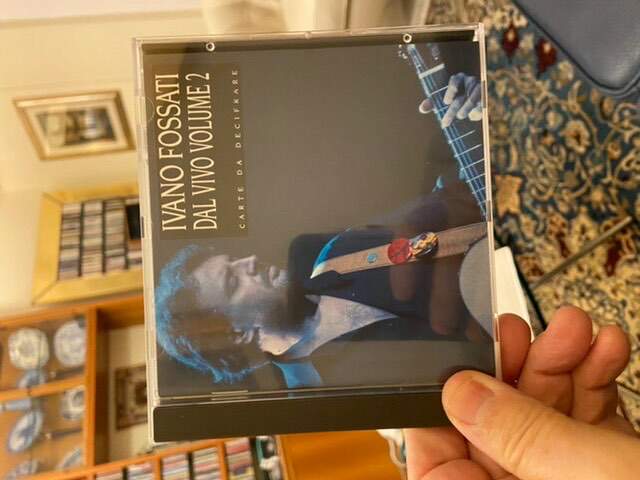 IVANO FOSSATI
DAL VIVO VOLUME 2
CARTE DA DECIFRARE